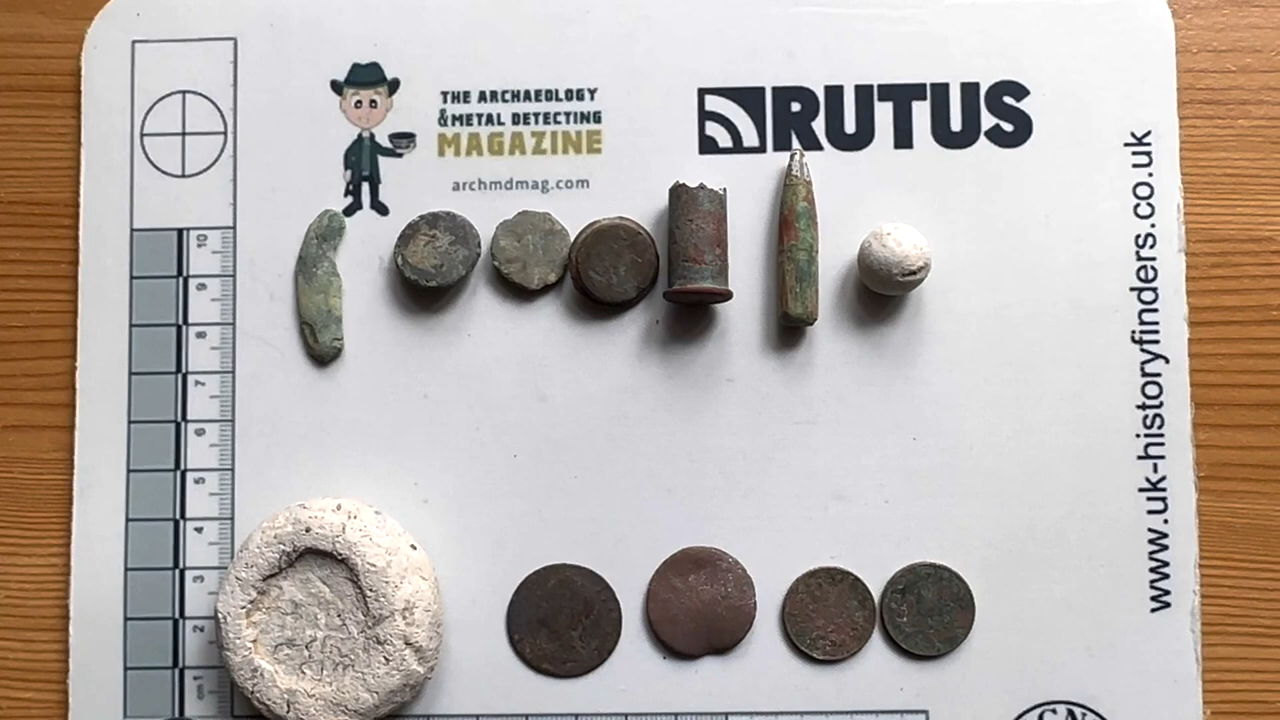 THE ARCHAEOLOGY
& METAL DETECTING
MAGAZINE
archmdmag.com
RUTUS
www.uk-historyfinders.co.uk
10
9
8
7
6
5
4
3
2
cm 1